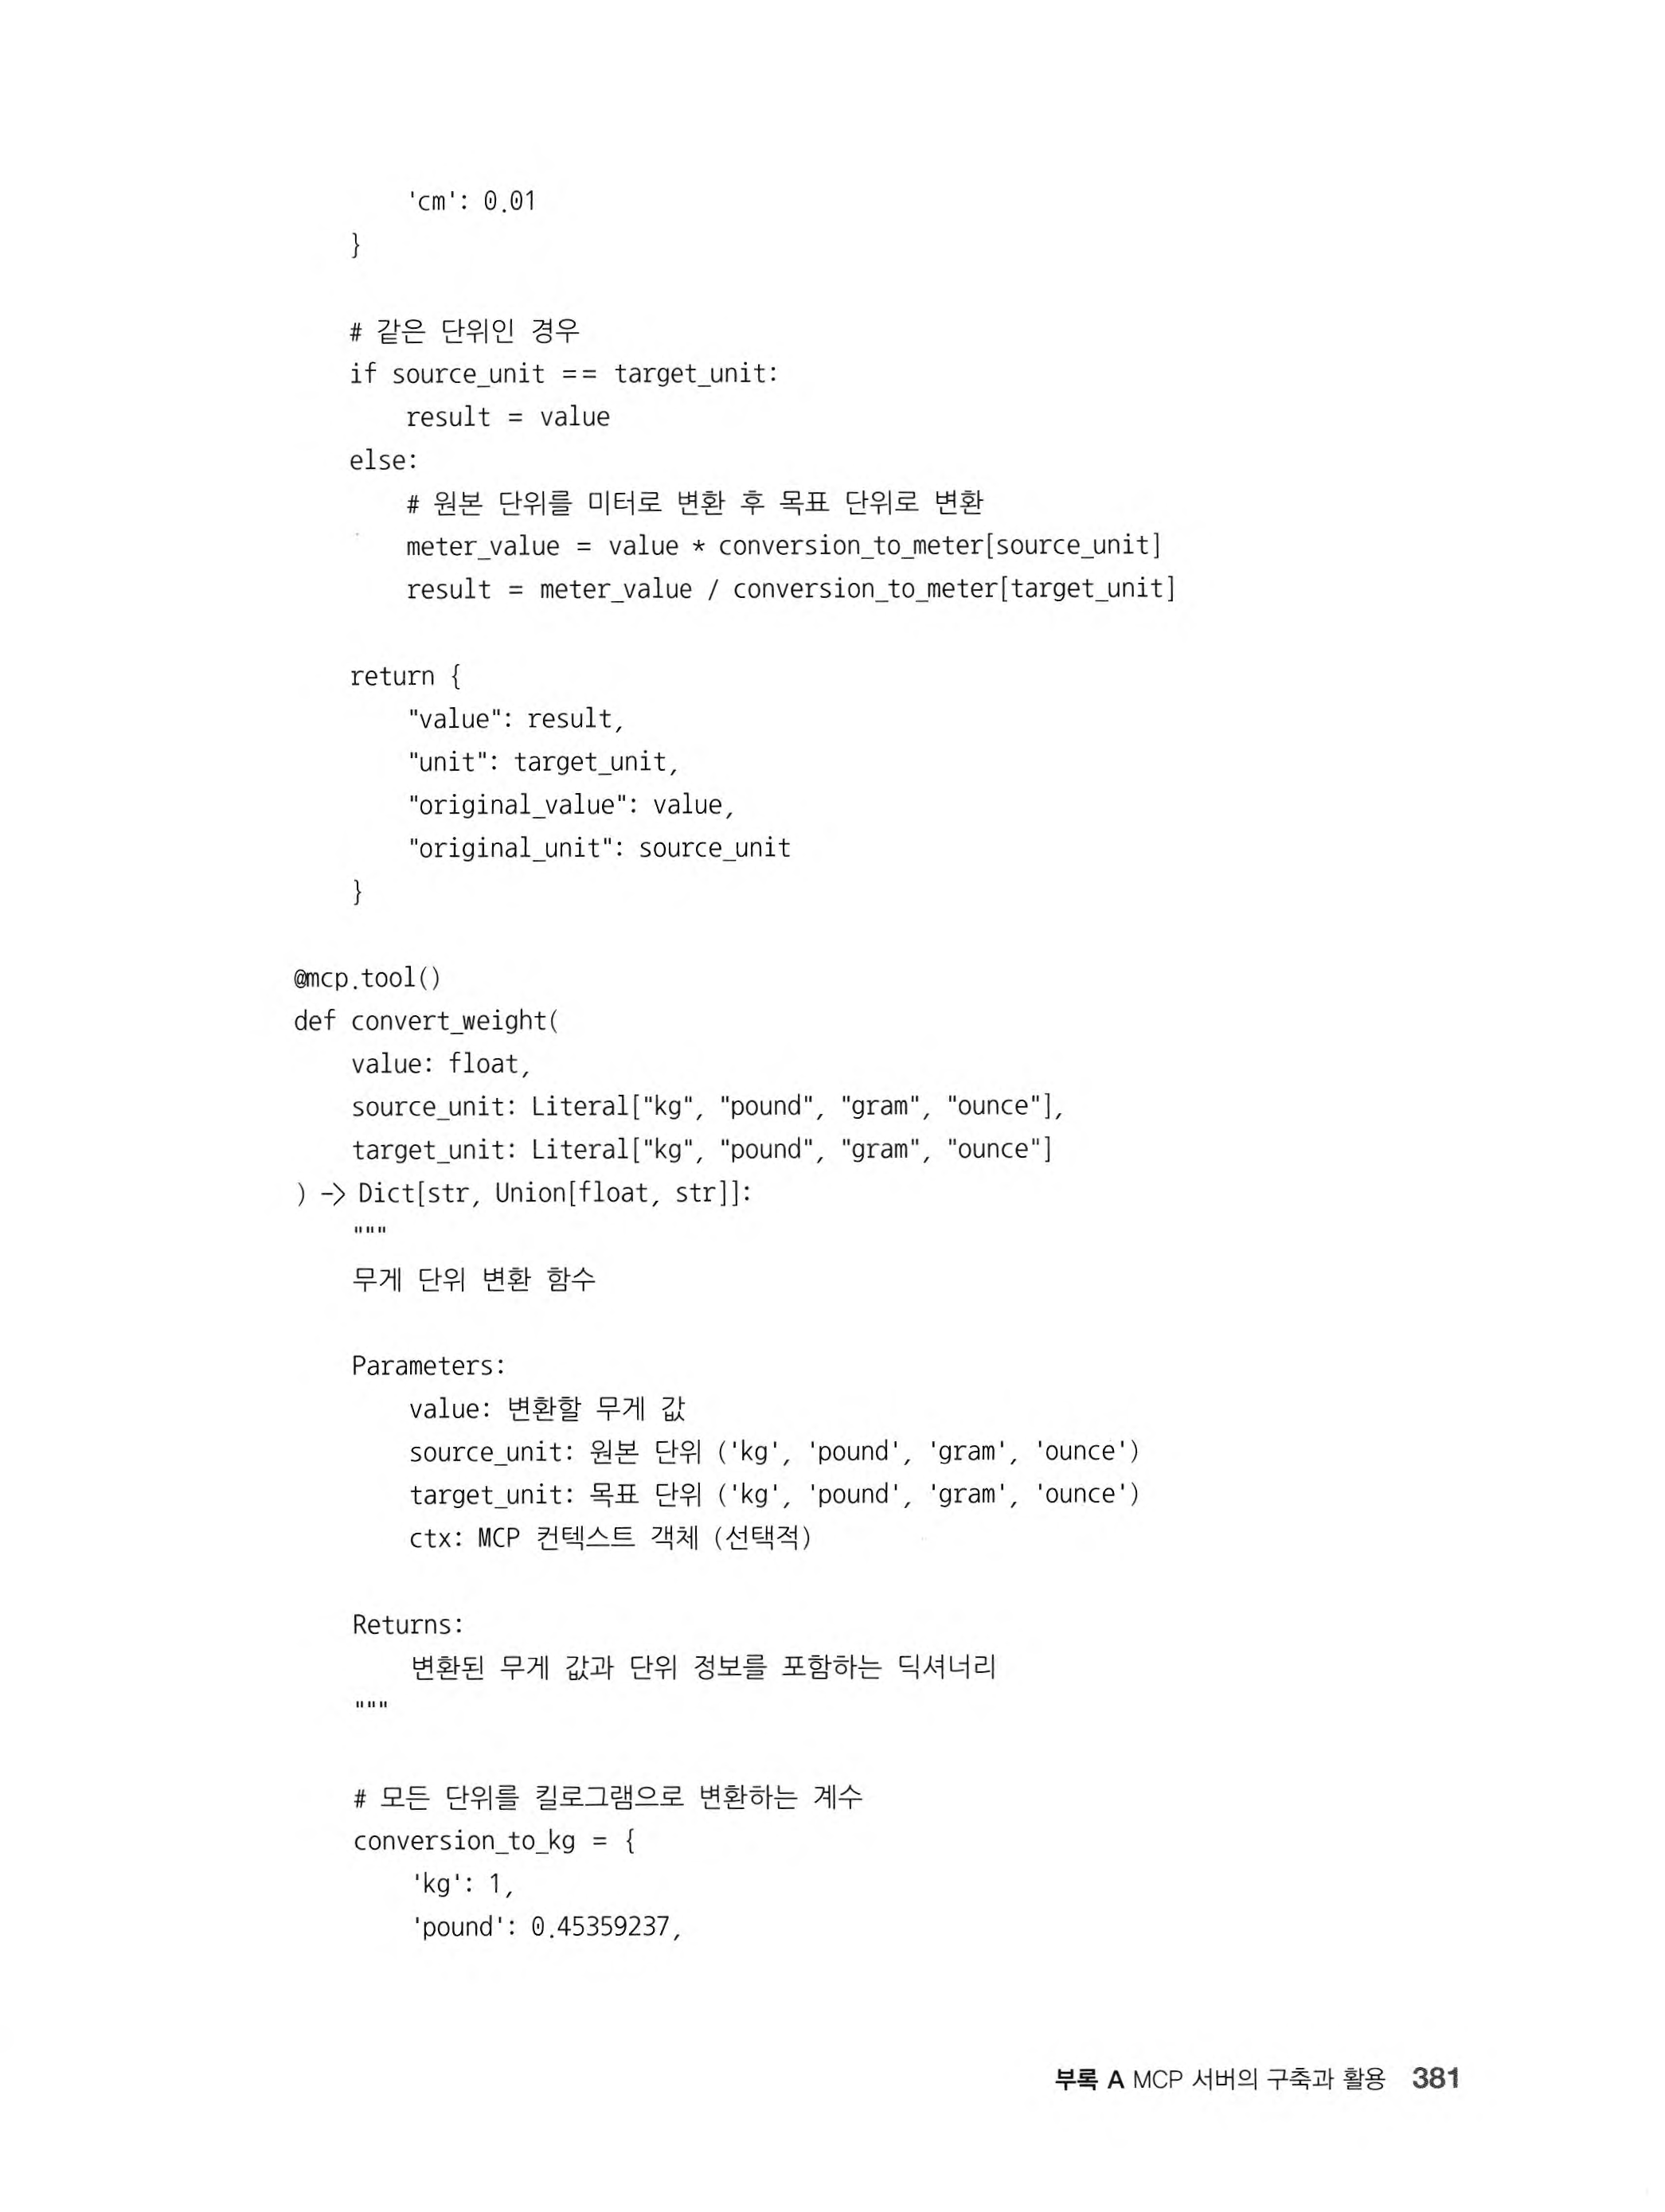 'cm': 0.01
    }

    # 같은 단위인 경우
    if source_unit == target_unit:
        result = value
    else:
        # 원본 단위를 미터로 변환 후 목표 단위로 변환
        meter_value = value * conversion_to_meter[source_unit]
        result = meter_value / conversion_to_meter[target_unit]

    return {
        "value": result,
        "unit": target_unit,
        "original_value": value,
        "original_unit": source_unit
    }

@mcp.tool()
def convert_weight(
    value: float,
    source_unit: Literal["kg", "pound", "gram", "ounce"],
    target_unit: Literal["kg", "pound", "gram", "ounce"]
) -> Dict[str, Union[float, str]]:
    """
    무게 단위 변환 함수

    Parameters:
        value: 변환할 무게 값
        source_unit: 원본 단위 ('kg', 'pound', 'gram', 'ounce')
        target_unit: 목표 단위 ('kg', 'pound', 'gram', 'ounce')
        ctx: MCP 컨텍스트 객체 (선택적)

    Returns:
        변환된 무게 값과 단위 정보를 포함하는 딕셔너리
    """

    # 모든 단위를 킬로그램으로 변환하는 계수
    conversion_to_kg = {
        'kg': 1,
        'pound': 0.45359237,

부록 A MCP 서버의 구축과 활용 381